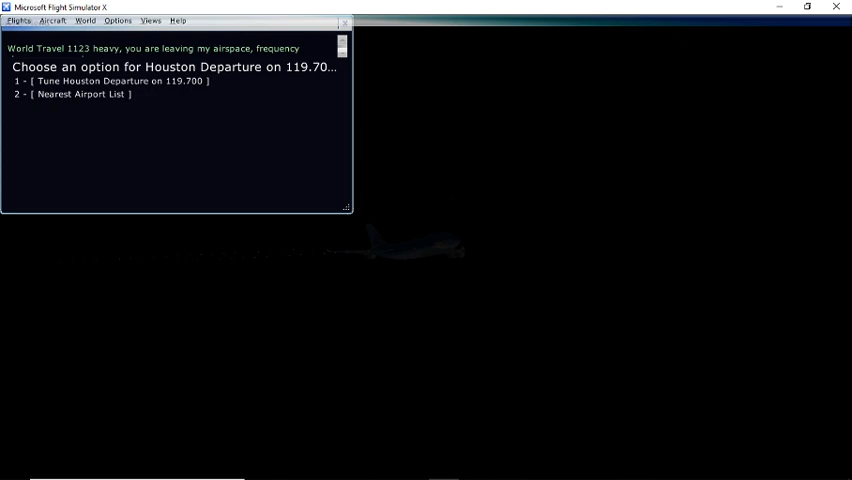 Microsoft Flight Simulator X
Flights Aircraft World Options Views Help
World Travel 1123 heavy, you are leaving my airspace, frequency
Choose an option for Houston Departure on 119.70...
1 - [ Tune Houston Departure on 119.700 ]
2 - [ Nearest Airport List ]